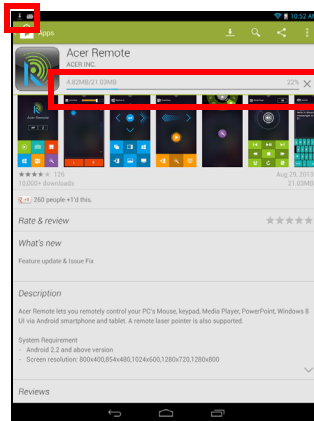 10:52 AM
Apps
Acer Remote
ACER INC.
4.82MB/21.03MB 22%
Acer Remote
126 Aug 29, 2013
10,000+ downloads 21.03MB
+1 260 people +1'd this.
Rate & review
What's new
Feature update & Issue Fix
Description
Acer Remote lets you remotely control your PC's Mouse, keypad, Media Player, PowerPoint, Windows 8
UI via Android smartphone and tablet. A remote laser pointer is also supported.
System Requirement
- Android 2.2 and above version
- Screen resolution: 800x400,854x480,1024x600,1280x720,1280x800
Reviews